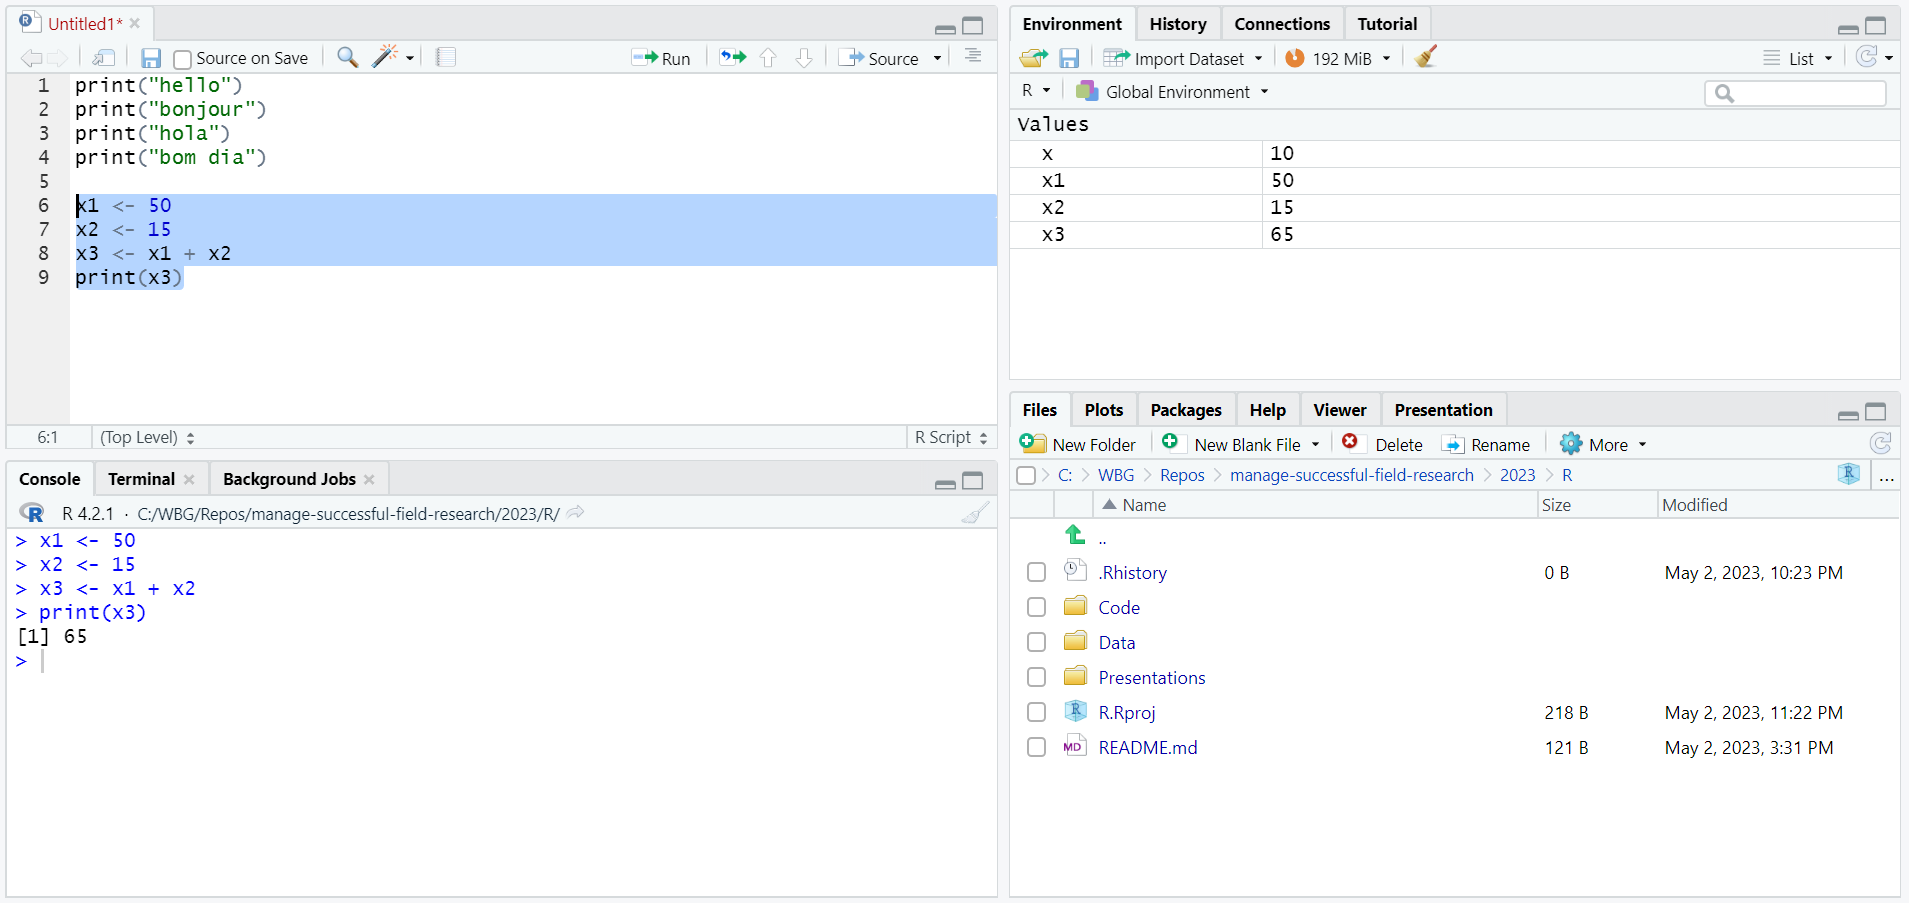 Untitled1*
Source on Save Run Source
1 print("hello")
2 print("bonjour")
3 print("hola")
4 print("bom dia")
5
6 x1 <- 50
7 x2 <- 15
8 x3 <- x1 + x2
9 print(x3)
6:1 (Top Level) R Script
Console Terminal Background Jobs
R R 4.2.1 · C:/WBG/Repos/manage-successful-field-research/2023/R/
> x1 <- 50
> x2 <- 15
> x3 <- x1 + x2
> print(x3)
[1] 65
>
Environment History Connections Tutorial
Import Dataset 192 MiB List
R Global Environment
Values
x 10
x1 50
x2 15
x3 65
Files Plots Packages Help Viewer Presentation
New Folder New Blank File Delete Rename More
C: WBG Repos manage-successful-field-research 2023 R R ...
Name Size Modified
..
.Rhistory 0 B May 2, 2023, 10:23 PM
Code
Data
Presentations
R R.Rproj 218 B May 2, 2023, 11:22 PM
MD README.md 121 B May 2, 2023, 3:31 PM